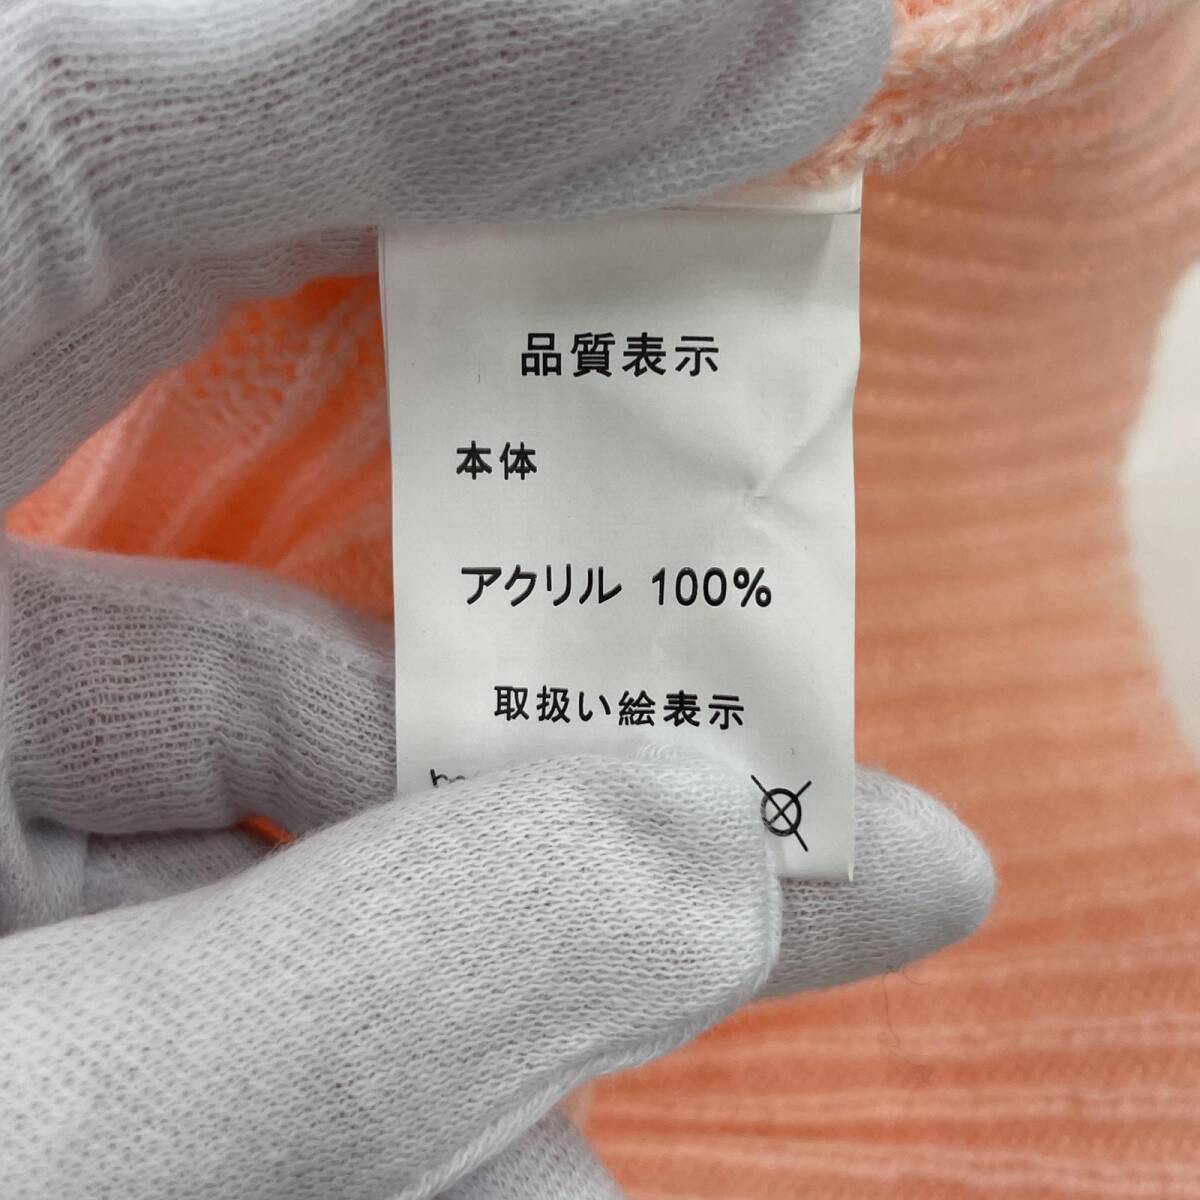 品質表示
本体
アクリル 100%
取扱い絵表示